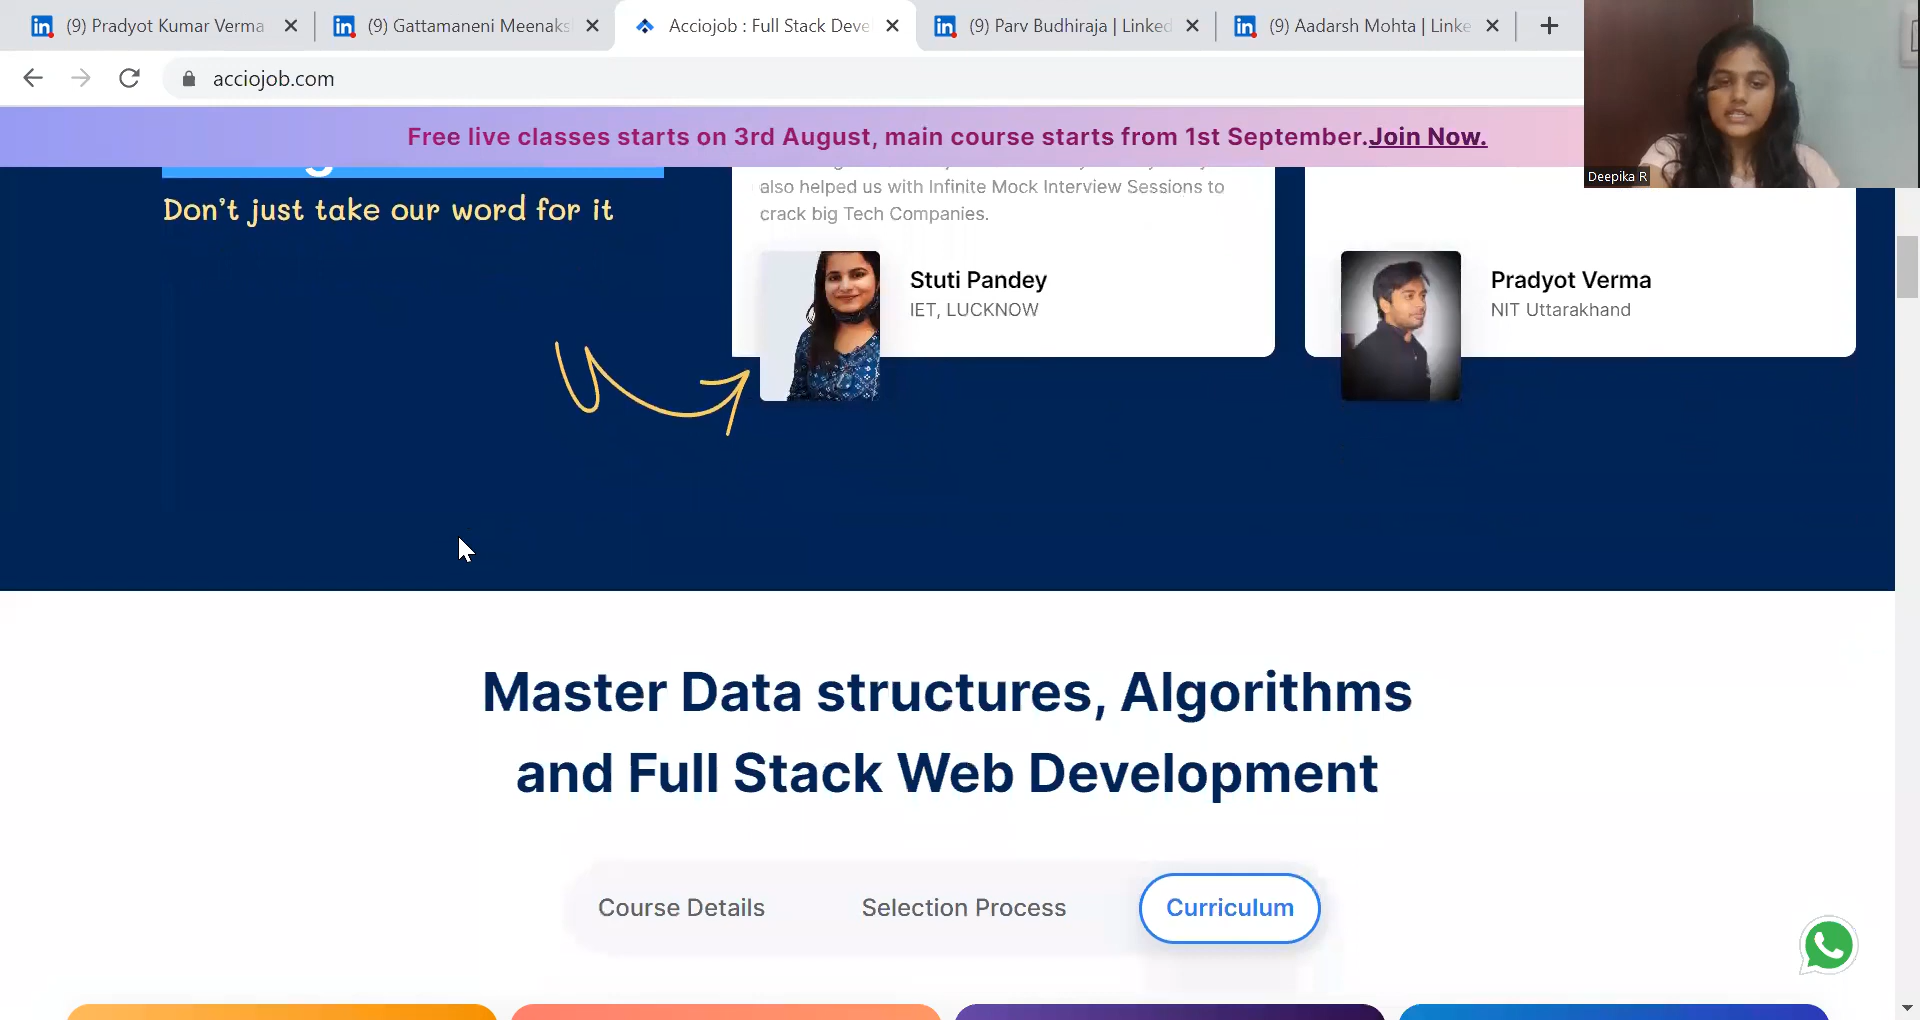 (9) Pradyot Kumar Verma
(9) Gattamaneni Meenaks
Acciojob : Full Stack Deve
(9) Parv Budhiraja | Linked
(9) Aadarsh Mohta | Linke
acciojob.com
Free live classes starts on 3rd August, main course starts from 1st September.Join Now.
Deepika R
Don't just take our word for it
also helped us with Infinite Mock Interview Sessions to
crack big Tech Companies.
Stuti Pandey
IET, LUCKNOW
Pradyot Verma
NIT Uttarakhand
Master Data structures, Algorithms
and Full Stack Web Development
Course Details
Selection Process
Curriculum